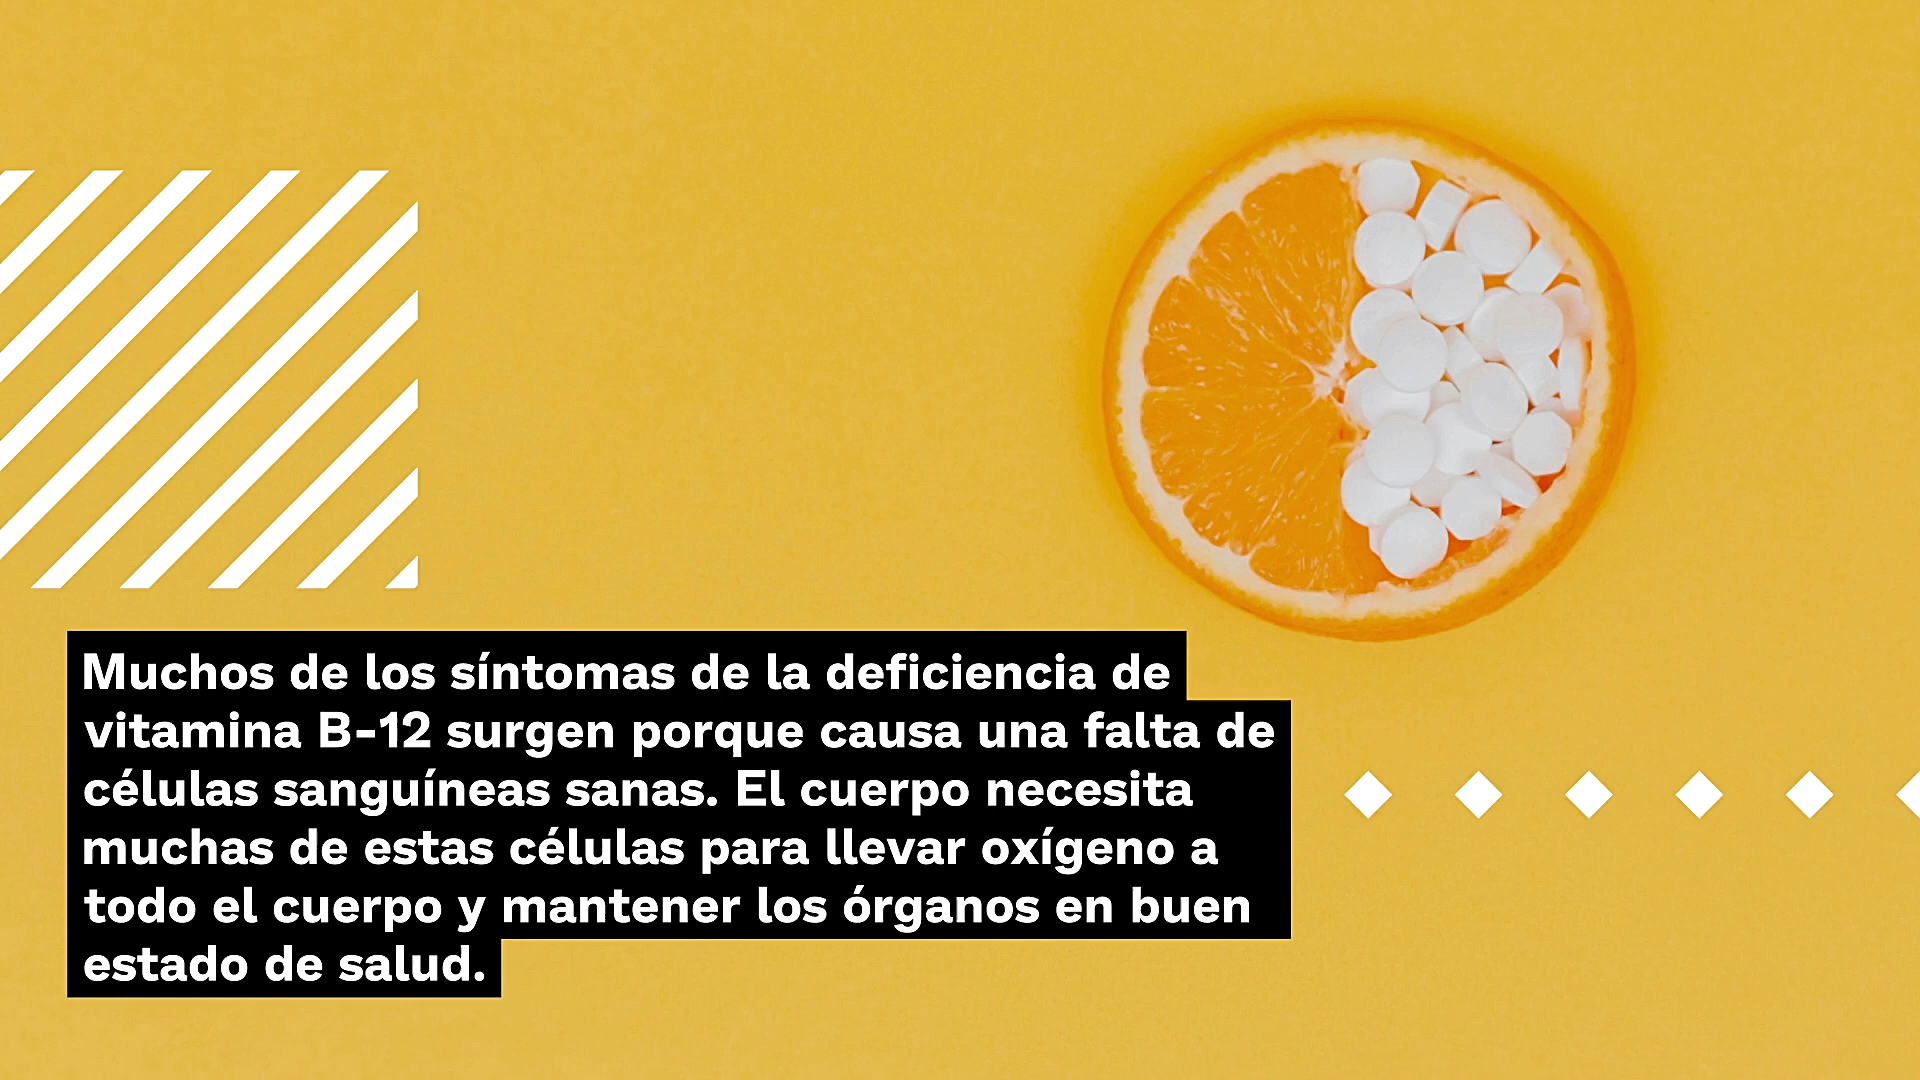 Muchos de los síntomas de la deficiencia de
vitamina B-12 surgen porque causa una falta de
células sanguíneas sanas. El cuerpo necesita
muchas de estas células para llevar oxígeno a
todo el cuerpo y mantener los órganos en buen
estado de salud.